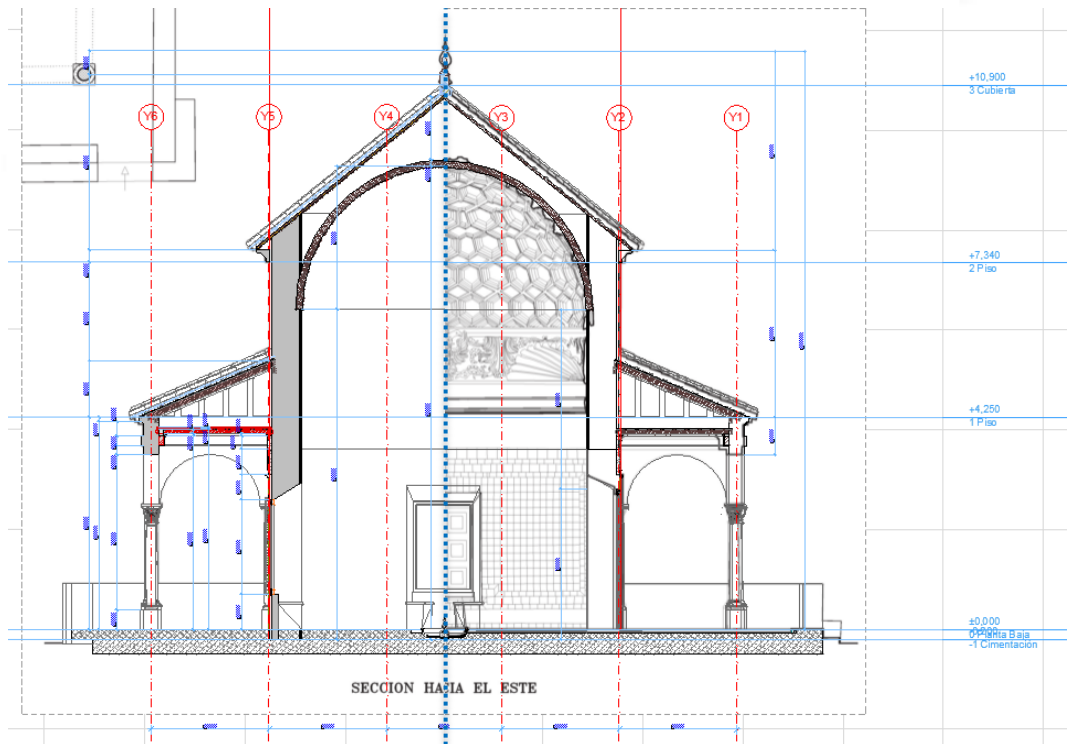 +10,900
3 Cubierta
Y6
Y5
Y4
Y3
Y2
Y1
+7,340
2 Piso
+4,250
1 Piso
±0,000
0 Planta Baja
-1 Cimentación
SECCION HACIA EL ESTE